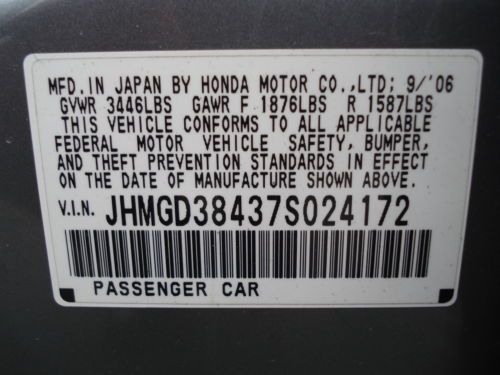 MFD. IN JAPAN BY HONDA MOTOR CO.,LTD; 9/'06
GVWR 3446LBS GAWR F 1876LBS R 1587LBS
THIS VEHICLE CONFORMS TO ALL APPLICABLE
FEDERAL MOTOR VEHICLE SAFETY, BUMPER,
AND THEFT PREVENTION STANDARDS IN EFFECT
ON THE DATE OF MANUFACTURE SHOWN ABOVE.
V.I.N. JHMGD38437S024172
PASSENGER CAR